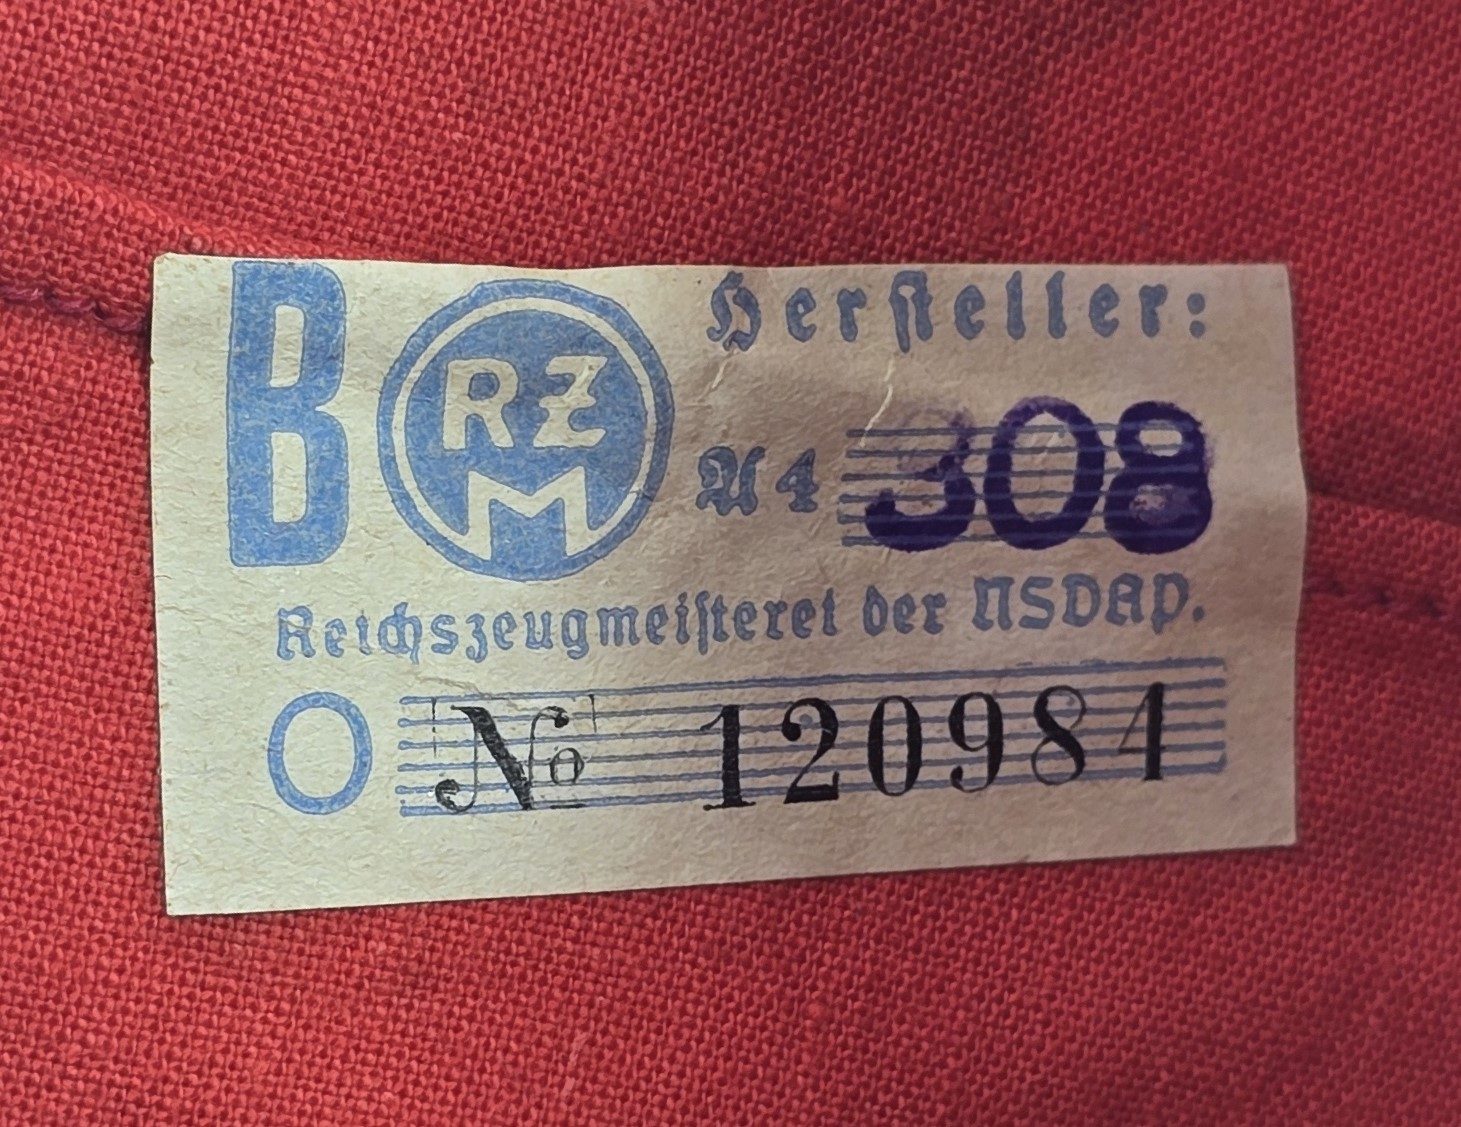 B RZM Hersteller:
A4 308
Reichszeugmeisterei der NSDAP.
O № 120984